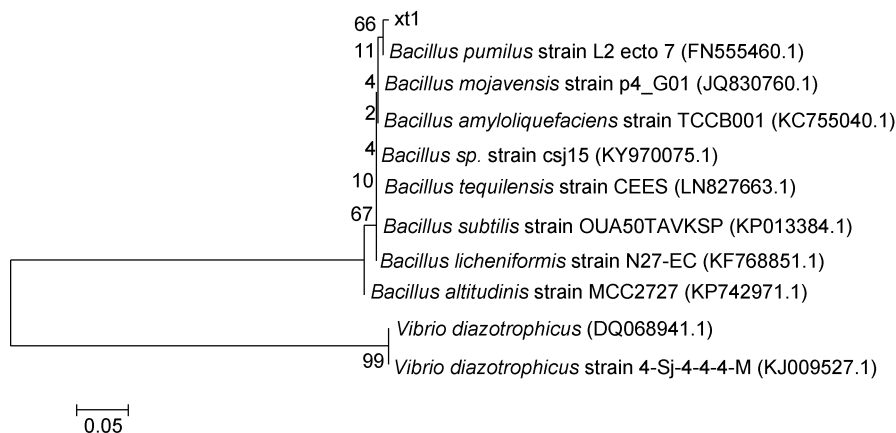 66
xt1
11
Bacillus pumilus strain L2 ecto 7 (FN555460.1)
4
Bacillus mojavensis strain p4_G01 (JQ830760.1)
2
Bacillus amyloliquefaciens strain TCCB001 (KC755040.1)
4
Bacillus sp. strain csj15 (KY970075.1)
10
Bacillus tequilensis strain CEES (LN827663.1)
67
Bacillus subtilis strain OUA50TAVKSP (KP013384.1)
Bacillus licheniformis strain N27-EC (KF768851.1)
Bacillus altitudinis strain MCC2727 (KP742971.1)
Vibrio diazotrophicus (DQ068941.1)
99
Vibrio diazotrophicus strain 4-Sj-4-4-4-M (KJ009527.1)
0.05